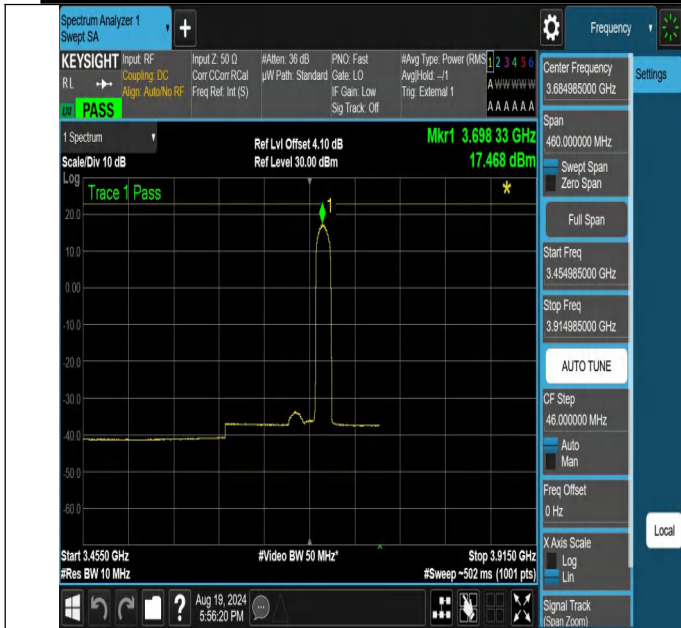 Spectrum Analyzer 1
Swept SA
+
Frequency
KEYSIGHT
RL
PASS
Input: RF
Coupling: DC
Align: Auto/No RF
Input Z: 50 Ω
Corr CCorr RCal
Freq Ref: Int (S)
#Atten: 36 dB
µW Path: Standard
PNO: Fast
Gate: LO
IF Gain: Low
Sig Track: Off
#Avg Type: Power (RMS
Avg|Hold: --/1
Trig: External 1
1 2 3 4 5 6
A W W W W W
A A A A A A
1 Spectrum
Scale/Div 10 dB
Ref Lvl Offset 4.10 dB
Ref Level 30.00 dBm
Mkr1 3.698 33 GHz
17.468 dBm
Log
Trace 1 Pass
1
20.0
10.0
0.00
-10.0
-20.0
-30.0
-40.0
-50.0
-60.0
Start 3.4550 GHz
#Res BW 10 MHz
#Video BW 50 MHz*
Stop 3.9150 GHz
#Sweep ~502 ms (1001 pts)
Aug 19, 2024
5:56:20 PM
?
Center Frequency
3.684985000 GHz
Settings
Span
460.000000 MHz
Swept Span
Zero Span
Full Span
Start Freq
3.454985000 GHz
Stop Freq
3.914985000 GHz
AUTO TUNE
CF Step
46.000000 MHz
Auto
Man
Freq Offset
0 Hz
Local
X Axis Scale
Log
Lin
Signal Track
(Span Zoom)